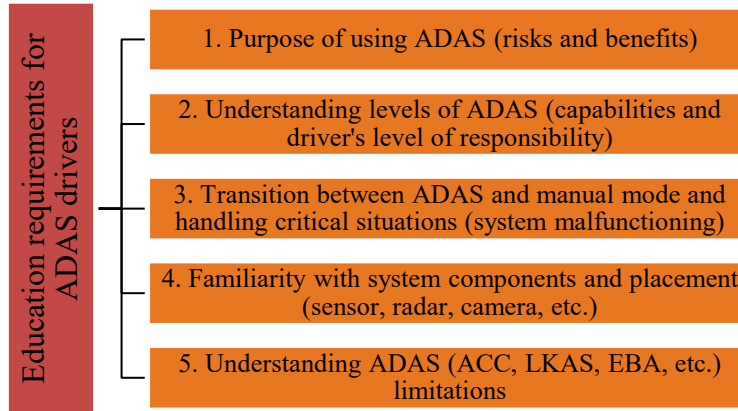 Education requirements for
ADAS drivers
1. Purpose of using ADAS (risks and benefits)
2. Understanding levels of ADAS (capabilities and
driver's level of responsibility)
3. Transition between ADAS and manual mode and
handling critical situations (system malfunctioning)
4. Familiarity with system components and placement
(sensor, radar, camera, etc.)
5. Understanding ADAS (ACC, LKAS, EBA, etc.)
limitations